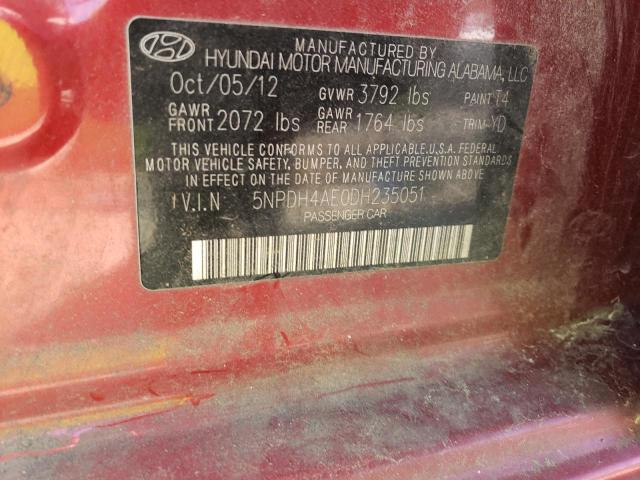 MANUFACTURED BY
HYUNDAI MOTOR MANUFACTURING ALABAMA, LLC
Oct/05/12 GVWR 3792 lbs PAINT T4
GAWR FRONT 2072 lbs GAWR REAR 1764 lbs TRIM YD
THIS VEHICLE CONFORMS TO ALL APPLICABLE U.S.A. FEDERAL
MOTOR VEHICLE SAFETY, BUMPER, AND THEFT PREVENTION STANDARDS
IN EFFECT ON THE DATE OF MANUFACTURE SHOWN ABOVE.
V.I.N 5NPDH4AE0DH235051
PASSENGER CAR